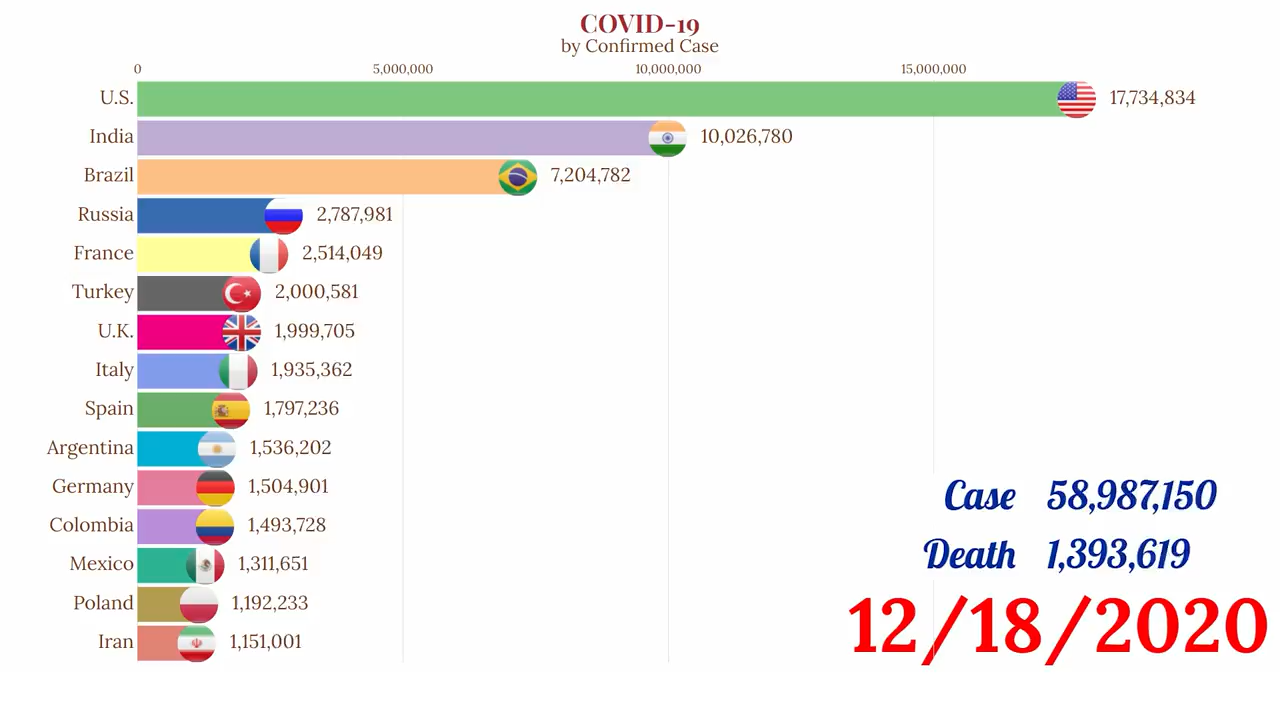 COVID-19
by Confirmed Case
0 5,000,000 10,000,000 15,000,000
U.S. 17,734,834
India 10,026,780
Brazil 7,204,782
Russia 2,787,981
France 2,514,049
Turkey 2,000,581
U.K. 1,999,705
Italy 1,935,362
Spain 1,797,236
Argentina 1,536,202
Germany 1,504,901
Colombia 1,493,728
Mexico 1,311,651
Poland 1,192,233
Iran 1,151,001
Case 58,987,150
Death 1,393,619
12/18/2020